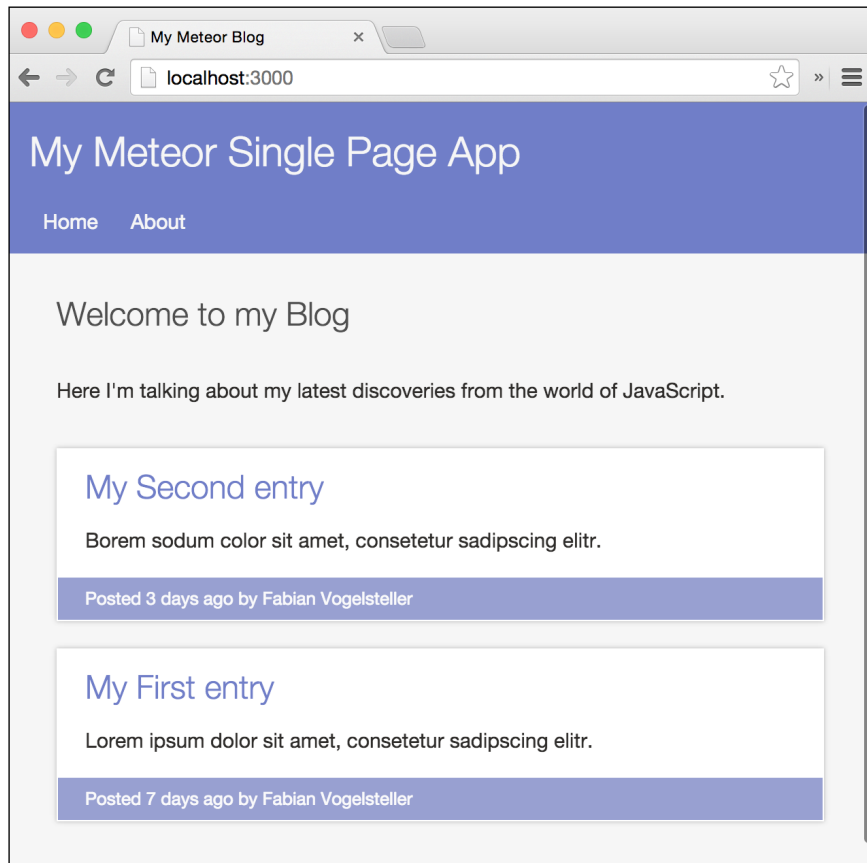 My Meteor Blog
localhost:3000
My Meteor Single Page App
Home About
Welcome to my Blog
Here I'm talking about my latest discoveries from the world of JavaScript.
My Second entry
Borem sodum color sit amet, consetetur sadipscing elitr.
Posted 3 days ago by Fabian Vogelsteller
My First entry
Lorem ipsum dolor sit amet, consetetur sadipscing elitr.
Posted 7 days ago by Fabian Vogelsteller